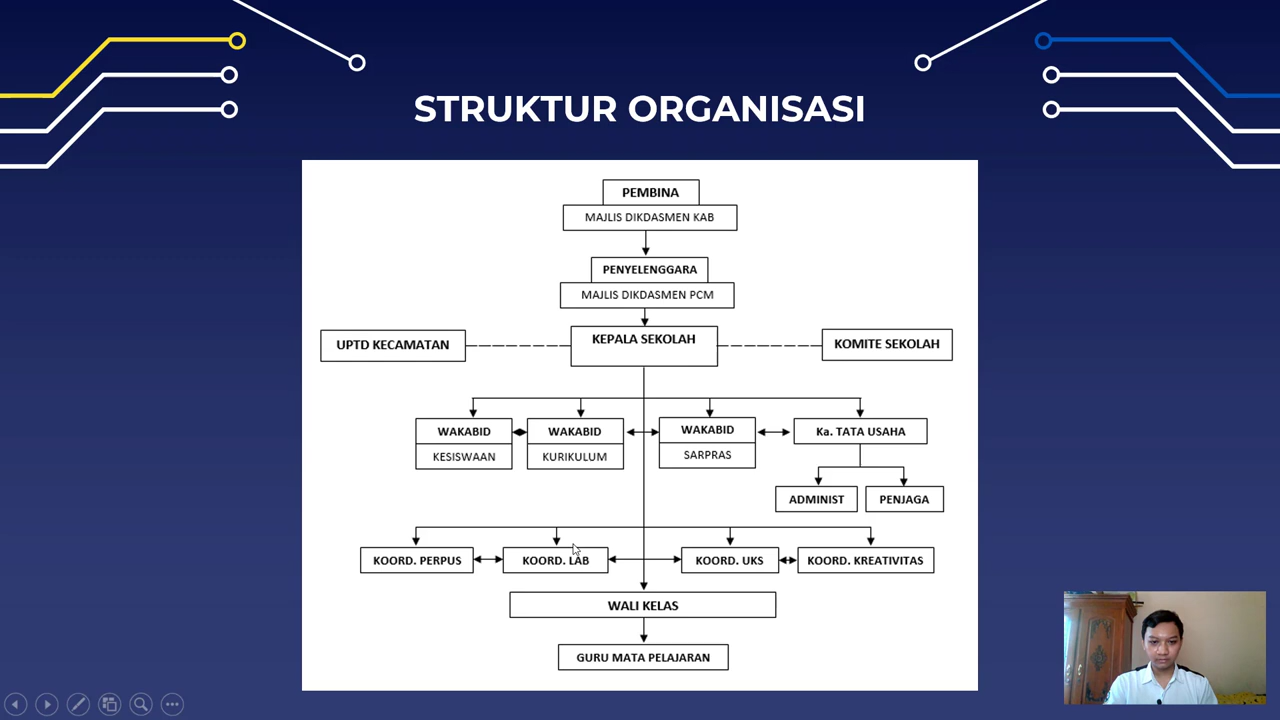 STRUKTUR ORGANISASI
PEMBINA
MAJLIS DIKDASMEN KAB
PENYELENGGARA
MAJLIS DIKDASMEN PCM
UPTD KECAMATAN
KEPALA SEKOLAH
KOMITE SEKOLAH
WAKABID
KESISWAAN
WAKABID
KURIKULUM
WAKABID
SARPRAS
Ka. TATA USAHA
ADMINIST
PENJAGA
KOORD. PERPUS
KOORD. LAB
KOORD. UKS
KOORD. KREATIVITAS
WALI KELAS
GURU MATA PELAJARAN